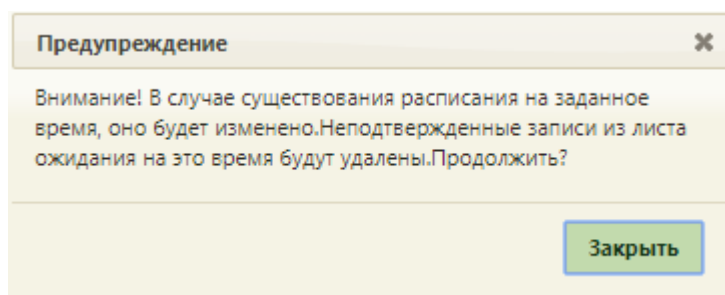 Предупреждение
Внимание! В случае существования расписания на заданное
время, оно будет изменено.Неподтвержденные записи из листа
ожидания на это время будут удалены.Продолжить?
Закрыть